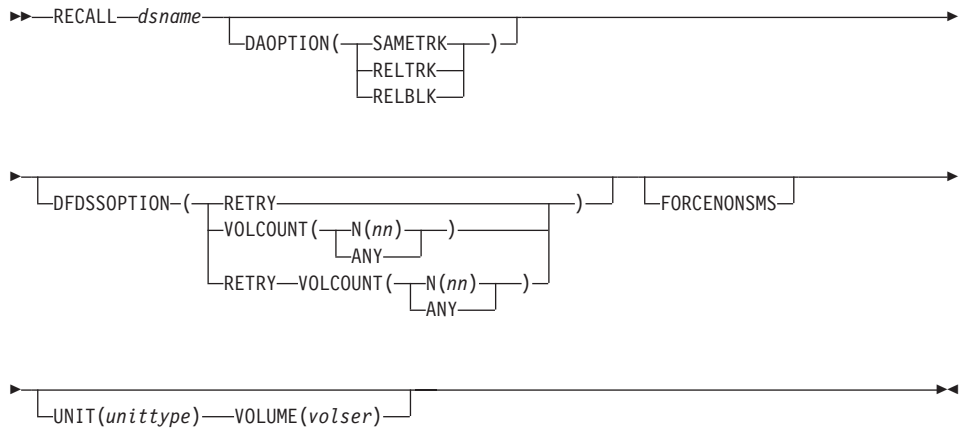 RECALL dsname
DAOPTION( SAMETRK )
RELTRK
RELBLK
DFDSSOPTION ( RETRY ) FORCENONSMS
VOLCOUNT( N(nn) )
ANY
RETRY VOLCOUNT( N(nn) )
ANY
UNIT(unittype) VOLUME(volser)